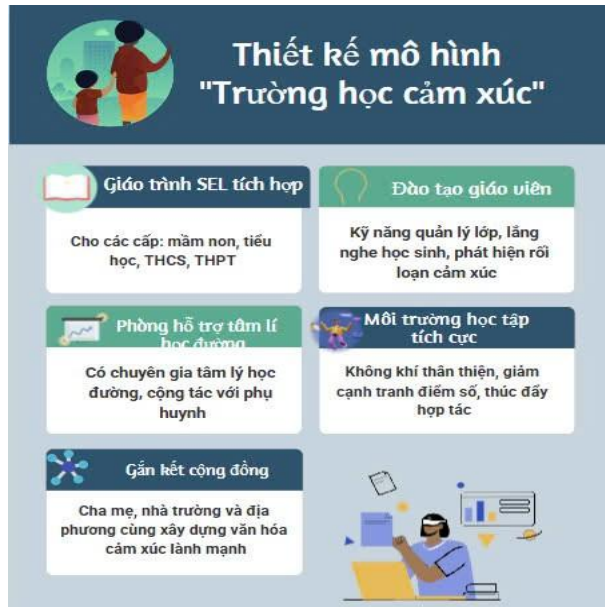 Thiết kế mô hình
"Trường học cảm xúc"
Giáo trình SEL tích hợp
Cho các cấp: mầm non, tiểu
học, THCS, THPT
Đào tạo giáo viên
Kỹ năng quản lý lớp, lắng
nghe học sinh, phát hiện rối
loạn cảm xúc
Phòng hỗ trợ tâm lí
học đường
Có chuyên gia tâm lý học
đường, cộng tác với phụ
huynh
Môi trường học tập
tích cực
Không khí thân thiện, giảm
cạnh tranh điểm số, thúc đẩy
hợp tác
Gắn kết cộng đồng
Cha mẹ, nhà trường và địa
phương cùng xây dựng văn hóa
cảm xúc lành mạnh